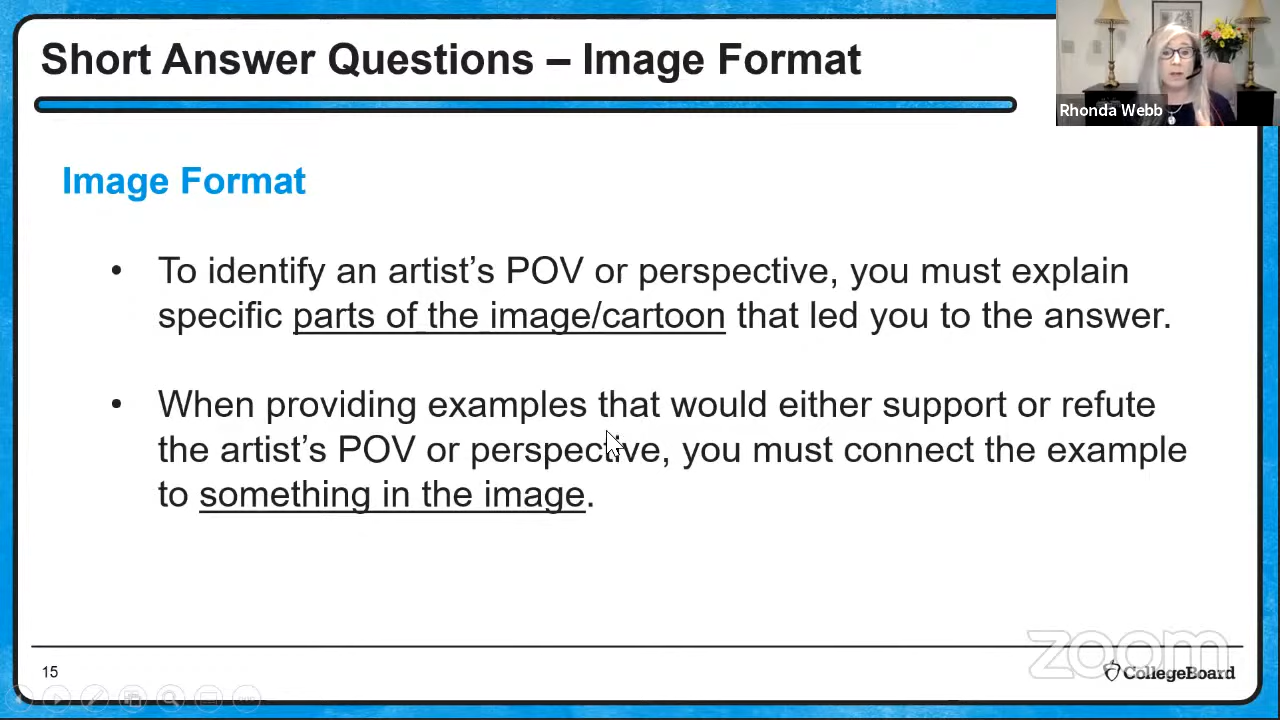 Short Answer Questions – Image Format
Rhonda Webb
Image Format
• To identify an artist’s POV or perspective, you must explain
specific parts of the image/cartoon that led you to the answer.
• When providing examples that would either support or refute
the artist’s POV or perspective, you must connect the example
to something in the image.
zoom
15
CollegeBoard